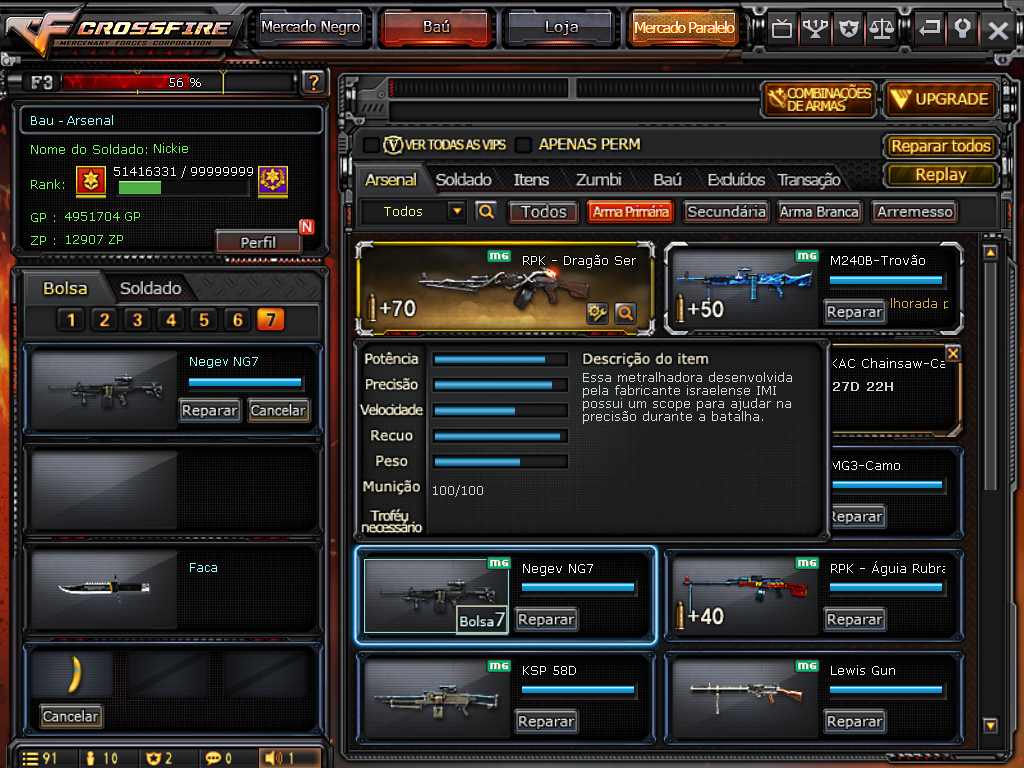 CROSSFIRE
MERCENARY FORCES CORPORATION
Mercado Negro
Baú
Loja
Mercado Paralelo
F3
56 %
?
Bau - Arsenal
Nome do Soldado: Nickie
Rank:
51416331 / 99999999
GP : 4951704 GP
ZP : 12907 ZP
N
Perfil
Bolsa
Soldado
1 2 3 4 5 6 7
Negev NG7
Reparar
Cancelar
Faca
Cancelar
91
10
2
0
1
COMBINAÇÕES
DE ARMAS
UPGRADE
V VER TODAS AS VIPS
APENAS PERM
Reparar todos
Replay
Arsenal
Soldado
Itens
Zumbi
Baú
Excluídos
Transação
Todos
Todos
Arma Primária
Secundária
Arma Branca
Arremesso
MG
RPK - Dragão Ser
+70
MG
M240B-Trovão
+50
Reparar
lhorada p
Potência
Precisão
Velocidade
Recuo
Peso
Munição 100/100
Troféu
necessário
Descrição do item
Essa metralhadora desenvolvida
pela fabricante israelense IMI
possui um scope para ajudar na
precisão durante a batalha.
KAC Chainsaw-Ca
27D 22H
MG3-Camo
Reparar
MG
Negev NG7
Bolsa7
Reparar
MG
RPK - Águia Rubra
+40
Reparar
MG
KSP 58D
Reparar
MG
Lewis Gun
Reparar